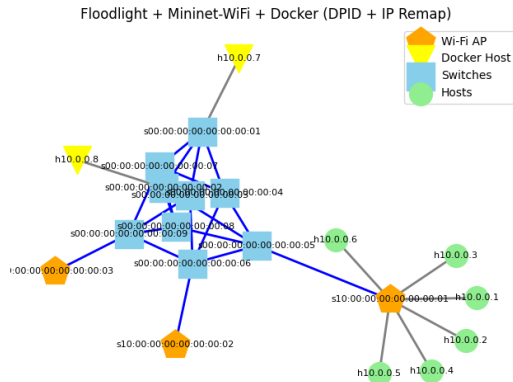 Floodlight + Mininet-WiFi + Docker (DPID + IP Remap)
Wi-Fi AP
Docker Host
Switches
Hosts
h10.0.0.7
s00:00:00:00:00:00:00:01
h10.0.0.8
s00:00:00:00:00:00:00:07
s00:00:00:00:00:00:00:02
:00:00:00:04
s00:00:00:00:00:00:00:09
:08
s00:00:00:00:00:00:00:05
s00:00:00:00:00:00:00:06
h10.0.0.6
h10.0.0.3
:00:00:00:00:00:00:03
s10:00:00:00:00:00:00:01
h10.0.0.1
h10.0.0.2
s10:00:00:00:00:00:00:02
h10.0.0.5
h10.0.0.4